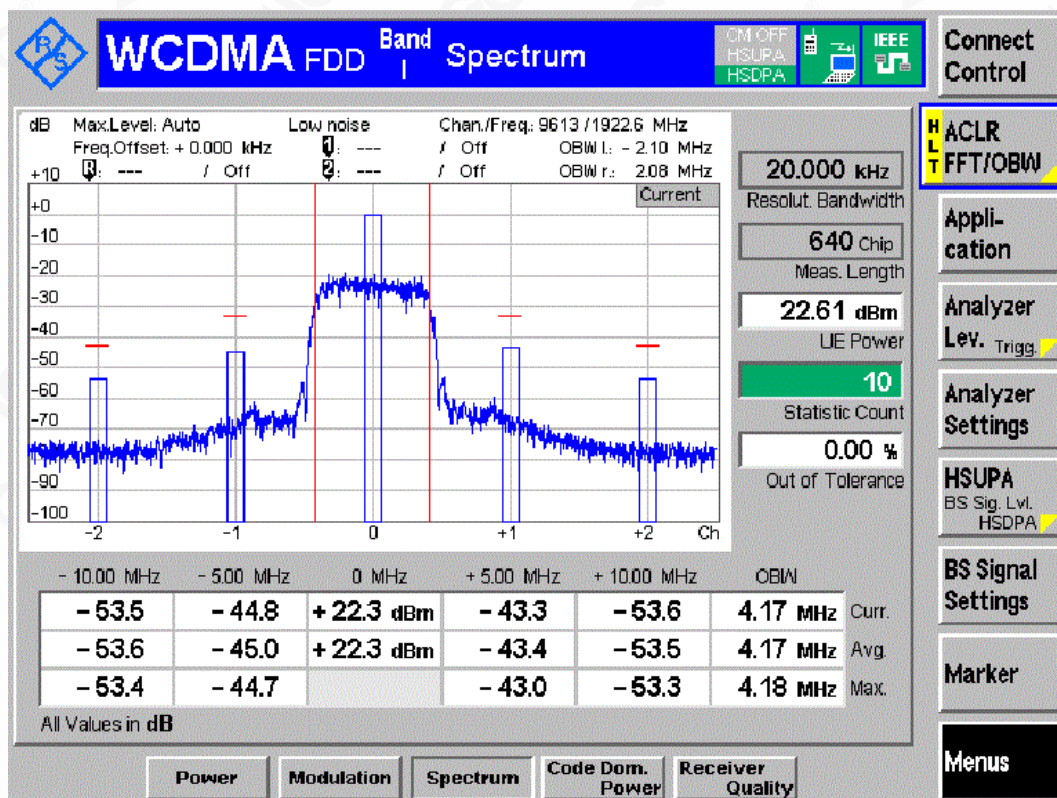 R S
WCDMA FDD Band I Spectrum
CM OFF
HSUPA
HSDPA
IEEE
Connect Control
dB Max.Level: Auto Low noise Chan./Freq.: 9613 /1922.6 MHz
Freq.Offset: + 0.000 kHz 1: --- / Off OBW l.: - 2.10 MHz
R: --- / Off 2: --- / Off OBW r.: 2.08 MHz
Current
+10
+0
-10
-20
-30
-40
-50
-60
-70
-80
-90
-100
-2 -1 0 +1 +2 Ch
20.000 kHz
Resolut. Bandwidth
640 Chip
Meas. Length
22.61 dBm
UE Power
10
Statistic Count
0.00 %
Out of Tolerance
- 10.00 MHz - 5.00 MHz 0 MHz + 5.00 MHz + 10.00 MHz OBW
- 53.5 - 44.8 + 22.3 dBm - 43.3 - 53.6 4.17 MHz Curr.
- 53.6 - 45.0 + 22.3 dBm - 43.4 - 53.5 4.17 MHz Avg.
- 53.4 - 44.7 - 43.0 - 53.3 4.18 MHz Max.
All Values in dB
HLT
ACLR
FFT/OBW
Appli-
cation
Analyzer
Lev. Trigg.
Analyzer
Settings
HSUPA
BS Sig. Lvl.
HSDPA
BS Signal
Settings
Marker
Menus
Power Modulation Spectrum Code Dom. Power Receiver Quality